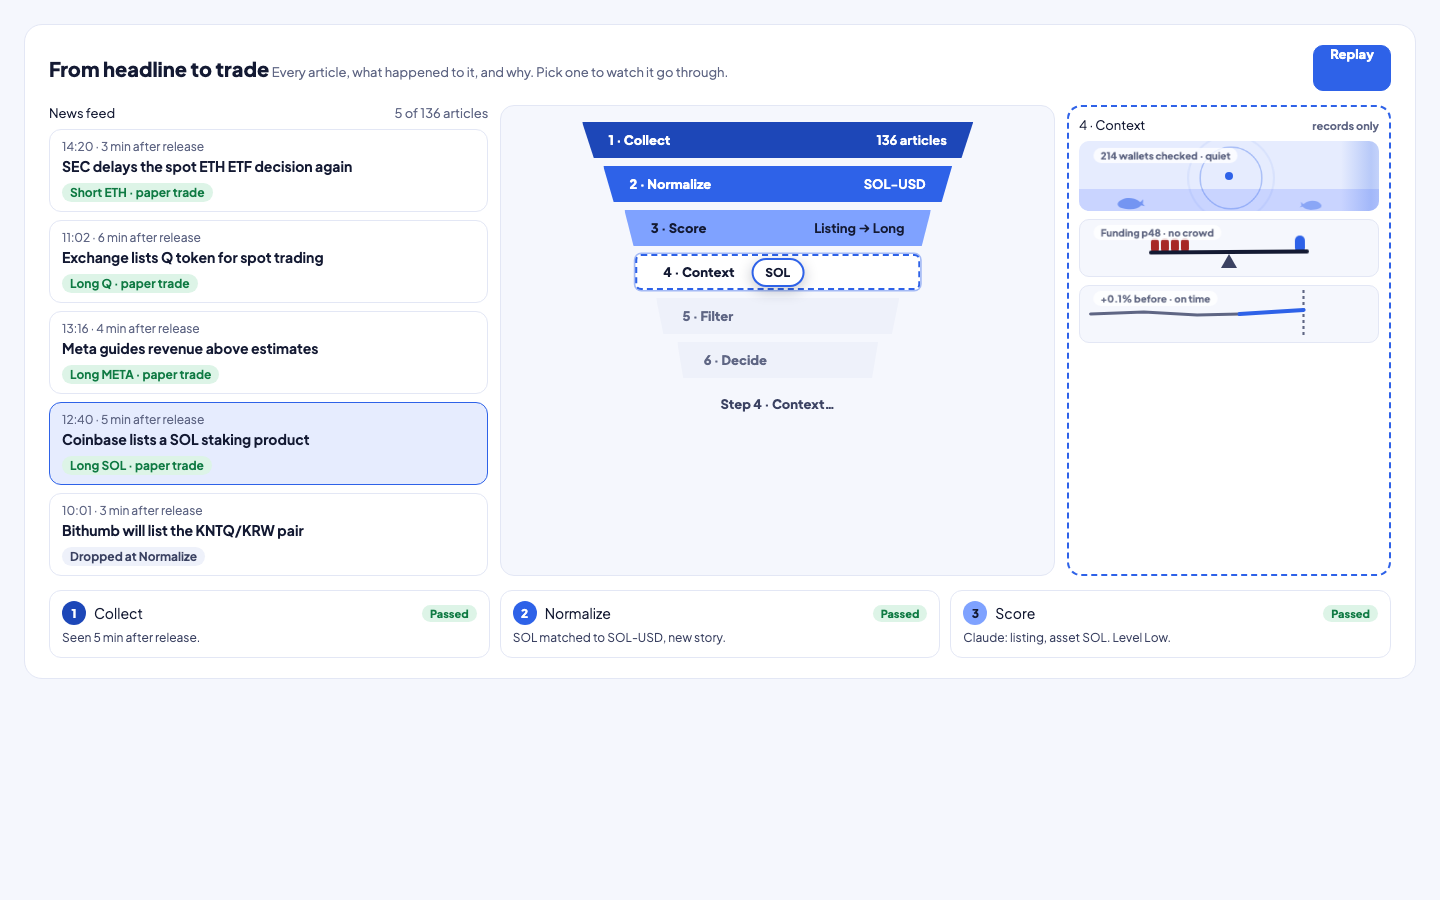 From headline to trade Every article, what happened to it, and why. Pick one to watch it go through.
Replay
News feed
5 of 136 articles
14:20 · 3 min after release
SEC delays the spot ETH ETF decision again
Short ETH · paper trade
11:02 · 6 min after release
Exchange lists Q token for spot trading
Long Q · paper trade
13:16 · 4 min after release
Meta guides revenue above estimates
Long META · paper trade
12:40 · 5 min after release
Coinbase lists a SOL staking product
Long SOL · paper trade
10:01 · 3 min after release
Bithumb will list the KNTQ/KRW pair
Dropped at Normalize
1 · Collect
136 articles
2 · Normalize
SOL-USD
3 · Score
Listing → Long
4 · Context
SOL
5 · Filter
6 · Decide
Step 4 · Context...
4 · Context
records only
214 wallets checked · quiet
Funding p48 · no crowd
+0.1% before · on time
1 Collect
Passed
Seen 5 min after release.
2 Normalize
Passed
SOL matched to SOL-USD, new story.
3 Score
Passed
Claude: listing, asset SOL. Level Low.